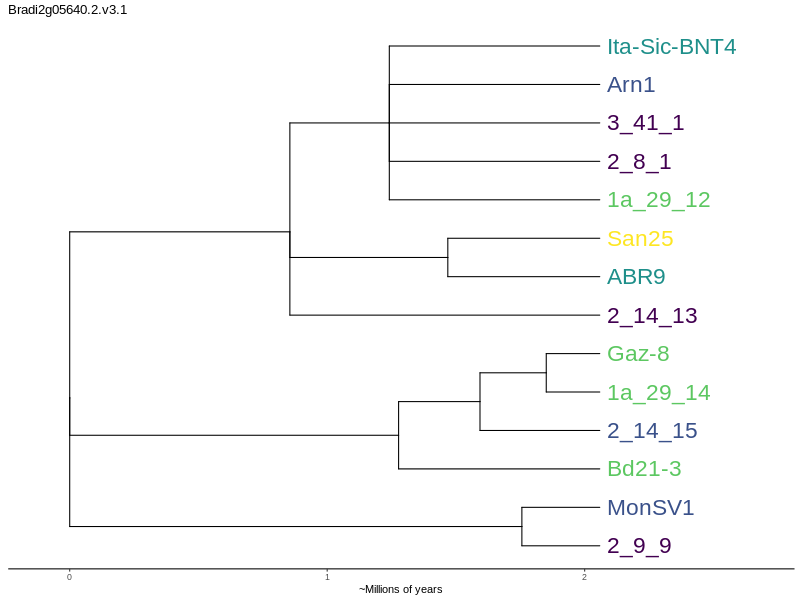 Bradi2g05640.2.v3.1
Ita-Sic-BNT4
Arn1
3_41_1
2_8_1
1a_29_12
San25
ABR9
2_14_13
Gaz-8
1a_29_14
2_14_15
Bd21-3
MonSV1
2_9_9
0 1 2
~Millions of years